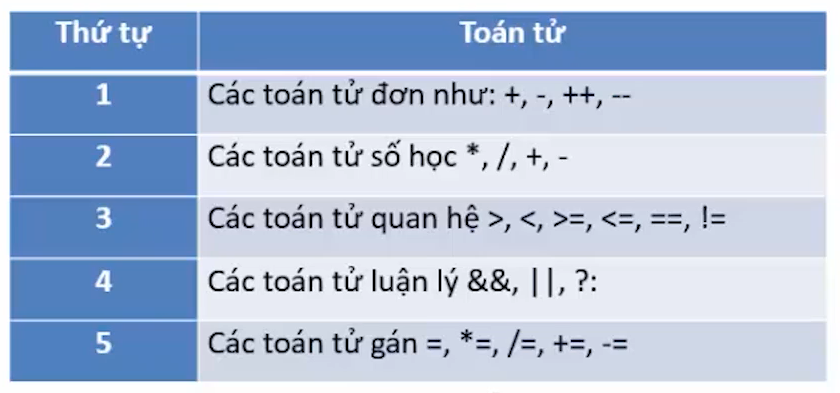 Thứ tự Toán tử
1 Các toán tử đơn như: +, -, ++, --
2 Các toán tử số học *, /, +, -
3 Các toán tử quan hệ >, <, >=, <=, ==, !=
4 Các toán tử luận lý &&, ||, ?:
5 Các toán tử gán =, *=, /=, +=, -=